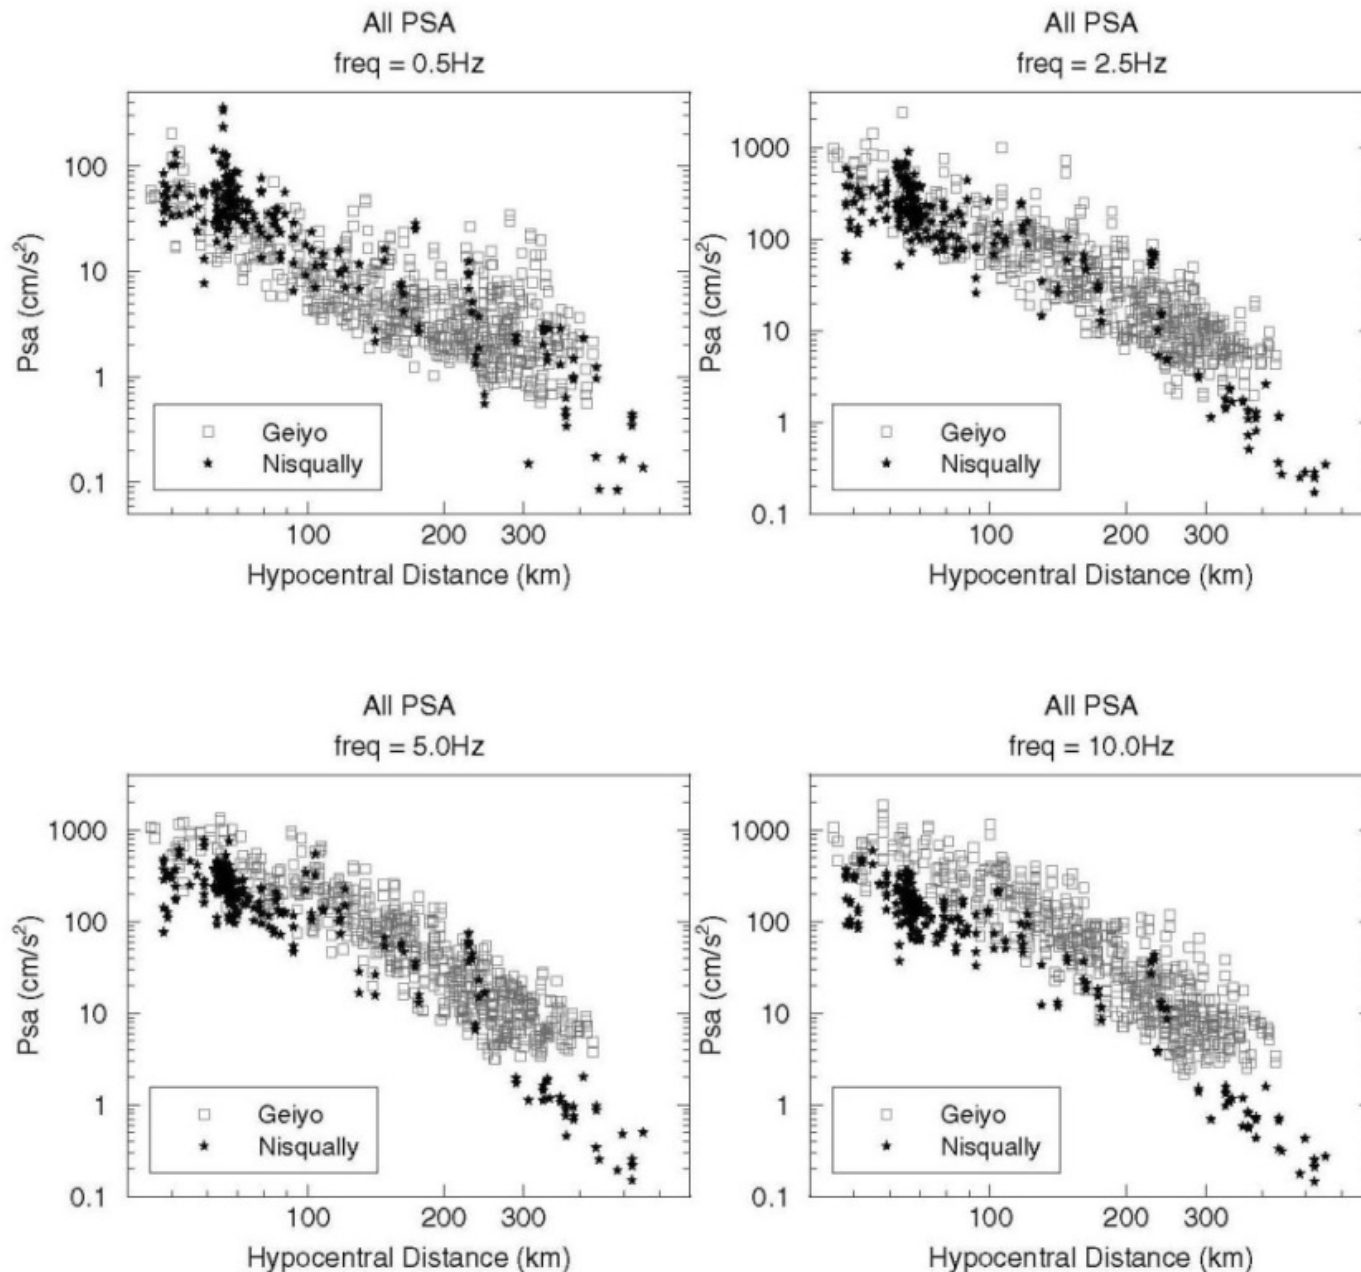 All PSA
freq = 0.5Hz
Psa (cm/s²)
100
10
1
0.1
Geiyo
Nisqually
100 200 300
Hypocentral Distance (km)
All PSA
freq = 2.5Hz
Psa (cm/s²)
1000
100
10
1
0.1
Geiyo
Nisqually
100 200 300
Hypocentral Distance (km)
All PSA
freq = 5.0Hz
Psa (cm/s²)
1000
100
10
1
0.1
Geiyo
Nisqually
100 200 300
Hypocentral Distance (km)
All PSA
freq = 10.0Hz
Psa (cm/s²)
1000
100
10
1
0.1
Geiyo
Nisqually
100 200 300
Hypocentral Distance (km)